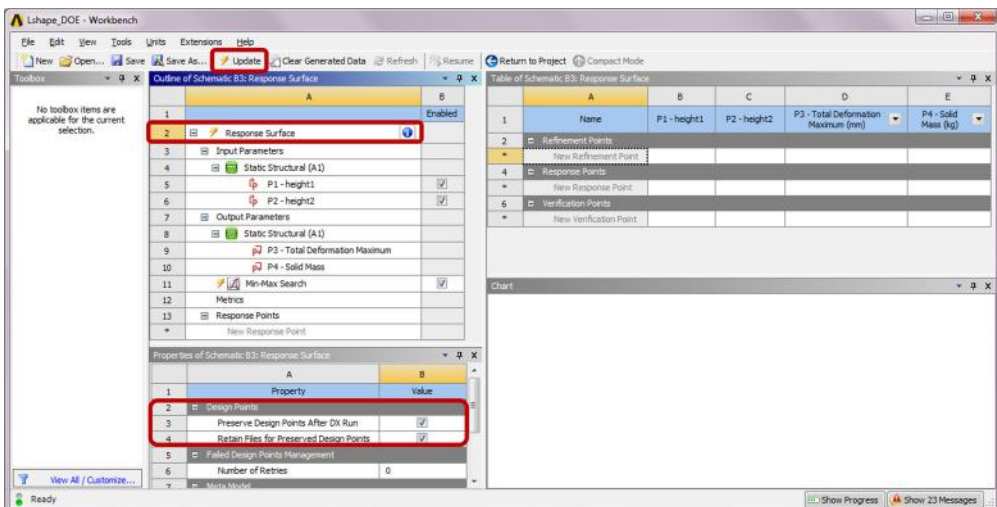 Lshape_DOE - Workbench
File Edit View Tools Units Extensions Help
New Open... Save Save As... Update Clear Generated Data Refresh Resume Return to Project Compact Mode
Toolbox
No toolbox items are
applicable for the current
selection.
View All / Customize...
Outline of Schematic B3: Response Surface
A B
1 Enabled
2 Response Surface
3 Input Parameters
4 Static Structural (A1)
5 P1 - height1
6 P2 - height2
7 Output Parameters
8 Static Structural (A1)
9 P3 - Total Deformation Maximum
10 P4 - Solid Mass
11 Min-Max Search
12 Metrics
13 Response Points
* New Response Point
Properties of Schematic B3: Response Surface
A B
1 Property Value
2 Design Points
3 Preserve Design Points After DX Run
4 Retain Files for Preserved Design Points
5 Failed Design Points Management
6 Number of Retries 0
7 Meta Model
Table of Schematic B3: Response Surface
A B C D E
1 Name P1 - height1 P2 - height2 P3 - Total Deformation Maximum (mm) P4 - Solid Mass (kg)
2 Refinement Points
* New Refinement Point
4 Response Points
* New Response Point
6 Verification Points
* New Verification Point
Chart
Ready
Show Progress Show 23 Messages